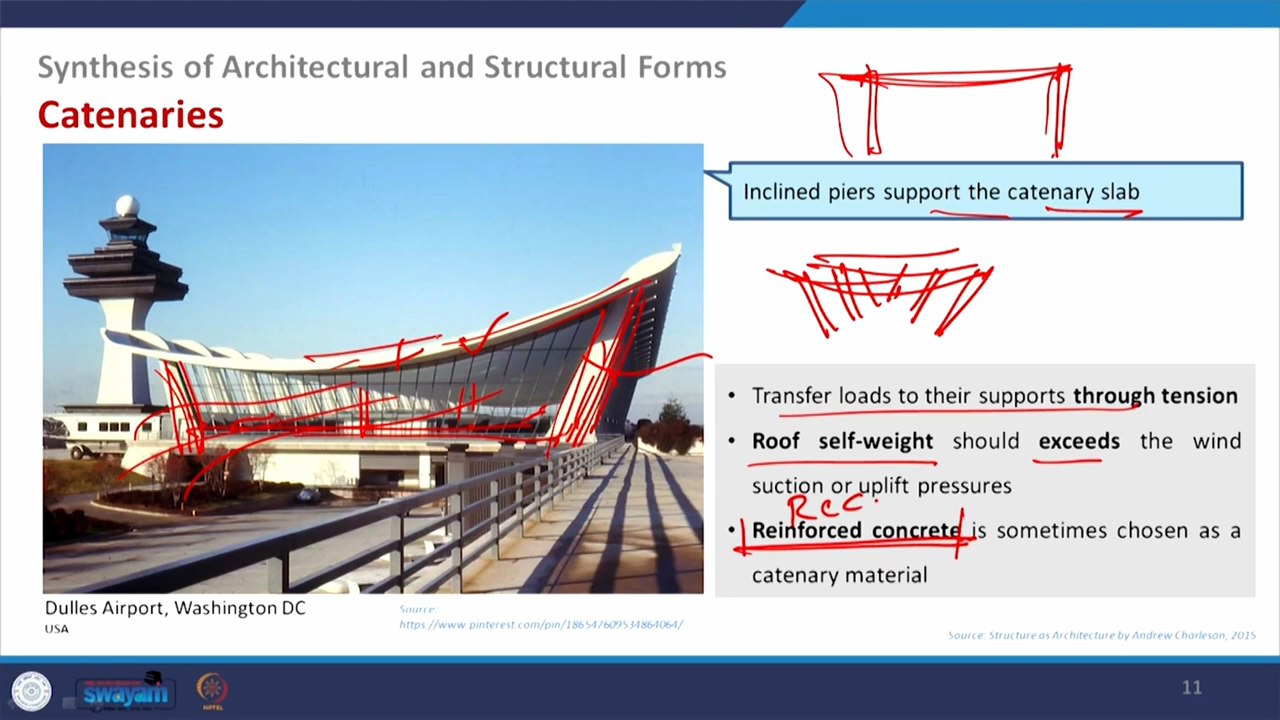 Synthesis of Architectural and Structural Forms
Catenaries
Inclined piers support the catenary slab
• Transfer loads to their supports through tension
• Roof self-weight should exceeds the wind
suction or uplift pressures
RCC.
• Reinforced concrete is sometimes chosen as a
catenary material
Dulles Airport, Washington DC
USA
Source:
https://www.pinterest.com/pin/186547609534864064/
Source: Structure as Architecture by Andrew Charleson, 2015
swayam
NPTEL
11